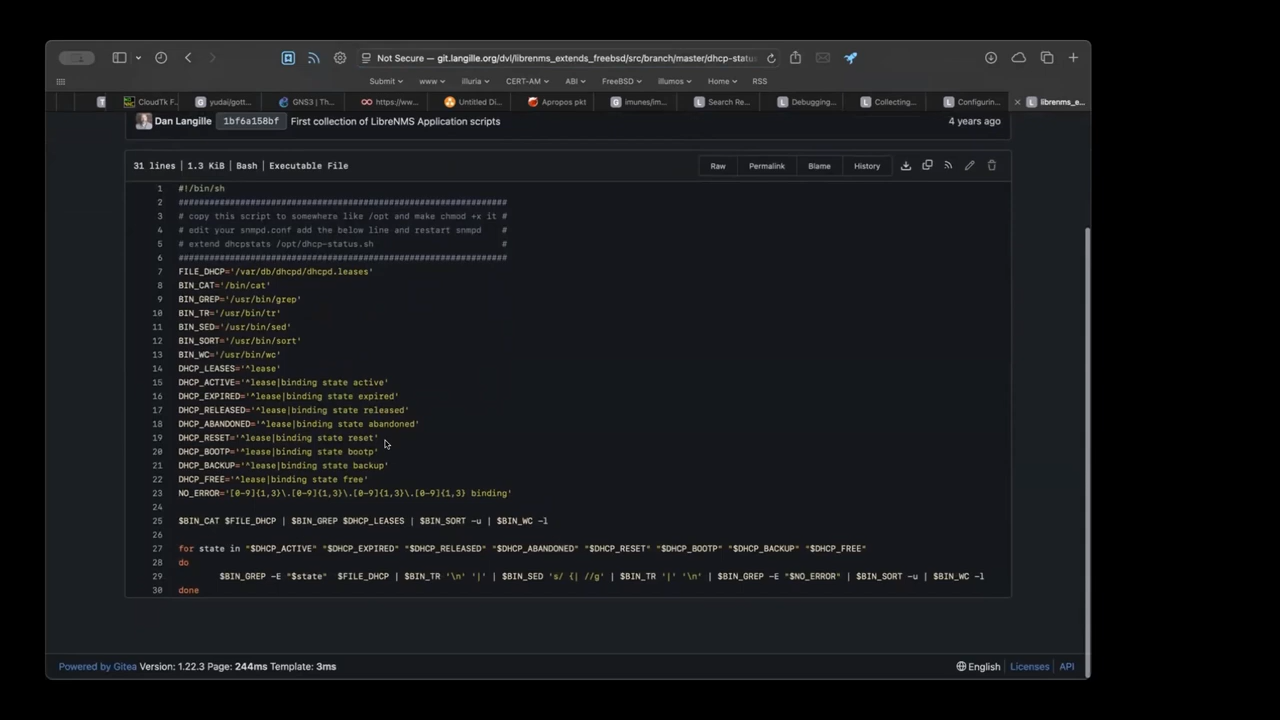 Not Secure — git.langille.org/dvl/librenms_extends_freebsd/src/branch/master/dhcp-statu
Submit www illuria CERT-AM ABI FreeBSD Illumos Home RSS
T CloudTk F... yudai/gott... GNS3 | Th... https://ww... Untitled Di... Apropos pkt imunes/im... Search Re... Debugging... Collecting... Configurin... librenms_e...
Dan Langille 1bf6a158bf First collection of LibreNMS Application scripts 4 years ago
31 lines | 1.3 KiB | Bash | Executable File Raw Permalink Blame History
1 #!/bin/sh
2 ################################################################
3 # copy this script to somewhere like /opt and make chmod +x it #
4 # edit your snmpd.conf add the below line and restart snmpd #
5 # extend dhcpstats /opt/dhcp-status.sh #
6 ################################################################
7 FILE_DHCP='/var/db/dhcpd/dhcpd.leases'
8 BIN_CAT='/bin/cat'
9 BIN_GREP='/usr/bin/grep'
10 BIN_TR='/usr/bin/tr'
11 BIN_SED='/usr/bin/sed'
12 BIN_SORT='/usr/bin/sort'
13 BIN_WC='/usr/bin/wc'
14 DHCP_LEASES='^lease'
15 DHCP_ACTIVE='^lease|binding state active'
16 DHCP_EXPIRED='^lease|binding state expired'
17 DHCP_RELEASED='^lease|binding state released'
18 DHCP_ABANDONED='^lease|binding state abandoned'
19 DHCP_RESET='^lease|binding state reset'
20 DHCP_BOOTP='^lease|binding state bootp'
21 DHCP_BACKUP='^lease|binding state backup'
22 DHCP_FREE='^lease|binding state free'
23 NO_ERROR='[0-9]{1,3}\.[0-9]{1,3}\.[0-9]{1,3}\.[0-9]{1,3} binding'
24
25 $BIN_CAT $FILE_DHCP | $BIN_GREP $DHCP_LEASES | $BIN_SORT -u | $BIN_WC -l
26
27 for state in "$DHCP_ACTIVE" "$DHCP_EXPIRED" "$DHCP_RELEASED" "$DHCP_ABANDONED" "$DHCP_RESET" "$DHCP_BOOTP" "$DHCP_BACKUP" "$DHCP_FREE"
28 do
29 $BIN_GREP -E "$state" $FILE_DHCP | $BIN_TR '\n' '|' | $BIN_SED 's/ {| //g' | $BIN_TR '|' '\n' | $BIN_GREP -E "$NO_ERROR" | $BIN_SORT -u | $BIN_WC -l
30 done
Powered by Gitea Version: 1.22.3 Page: 244ms Template: 3ms English Licenses API